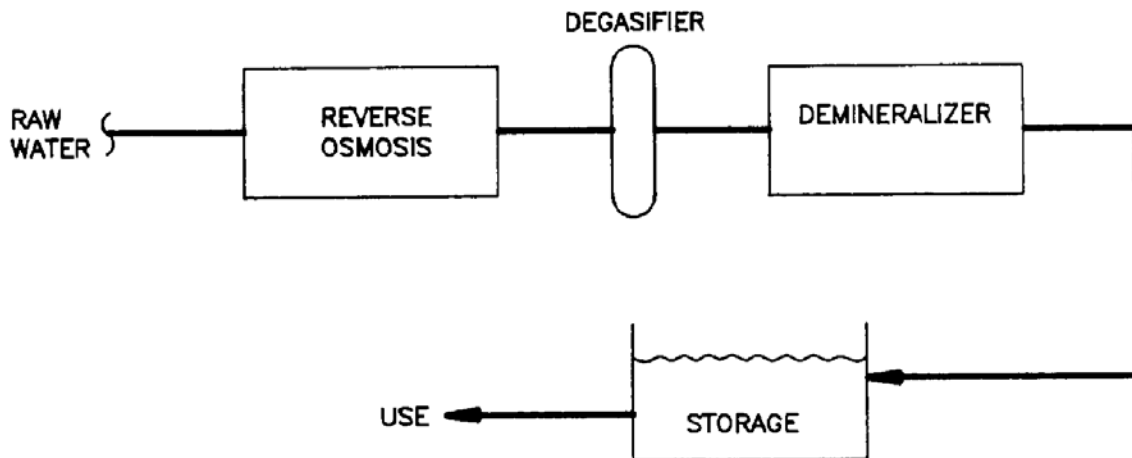 DEGASIFIER
RAW
WATER
REVERSE
OSMOSIS
DEMINERALIZER
USE
STORAGE